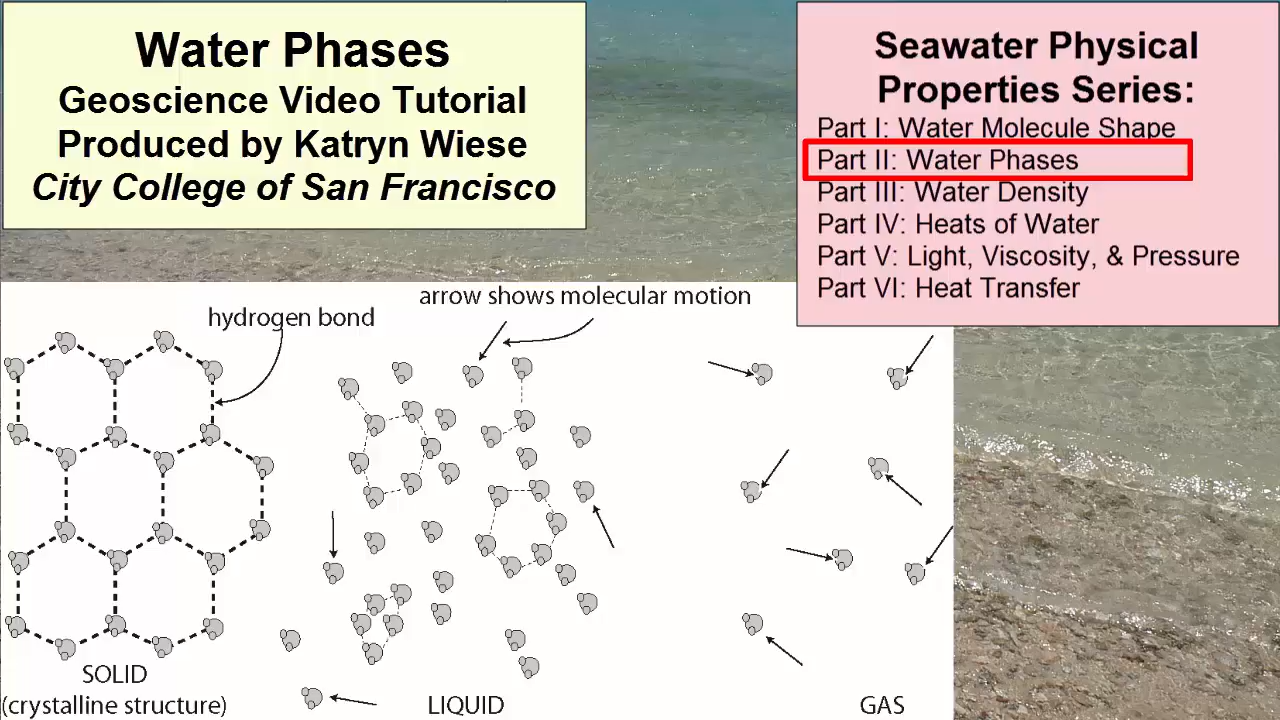 Water Phases
Geoscience Video Tutorial
Produced by Katryn Wiese
City College of San Francisco
Seawater Physical
Properties Series:
Part I: Water Molecule Shape
Part II: Water Phases
Part III: Water Density
Part IV: Heats of Water
Part V: Light, Viscosity, & Pressure
Part VI: Heat Transfer
arrow shows molecular motion
hydrogen bond
SOLID
(crystalline structure)
LIQUID
GAS